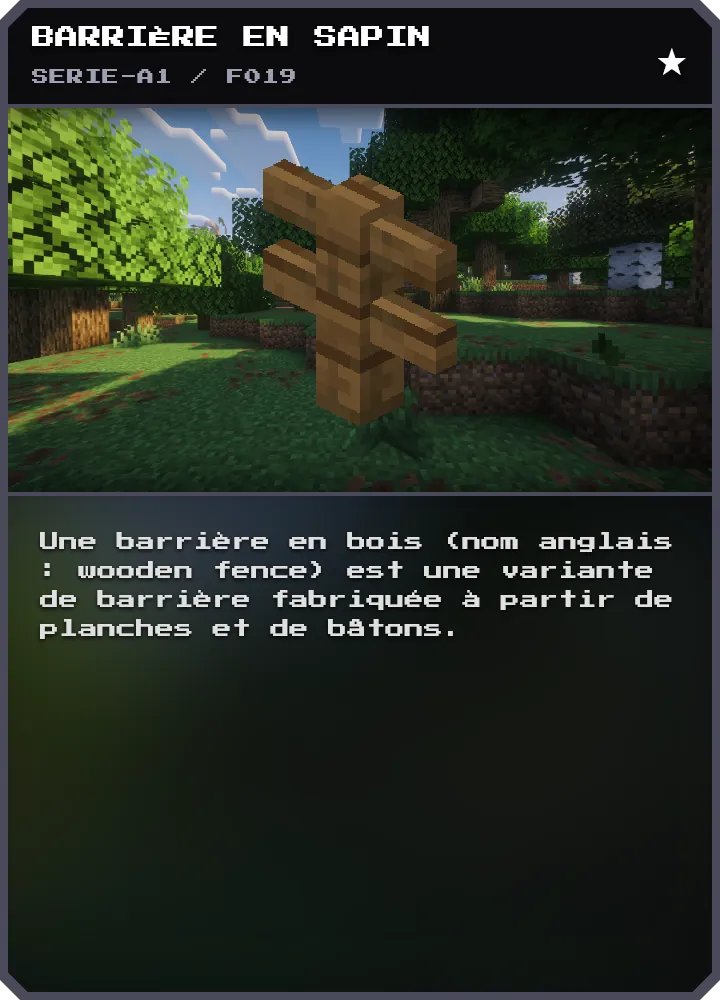 BARRIèRE EN SAPIN
SERIE-A1 / F019
Une barrière en bois (nom anglais
: wooden fence) est une variante
de barrière fabriquée à partir de
planches et de bâtons.